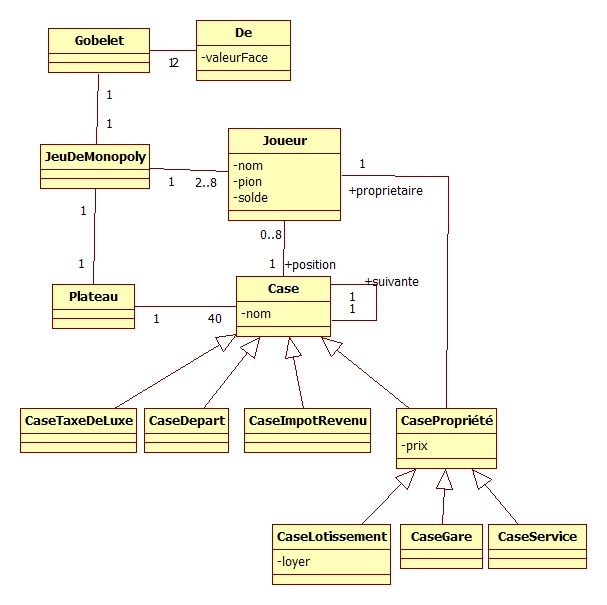 Gobelet
De
-valeurFace
1 2
1
1
JeuDeMonopoly
Joueur
-nom
-pion
-solde
1
2..8
1
+proprietaire
1
1
0..8
1
+position
Plateau
Case
-nom
+suivante
1
1
1
40
CaseTaxeDeLuxe
CaseDepart
CaseImpotRevenu
CasePropriété
-prix
CaseLotissement
-loyer
CaseGare
CaseService